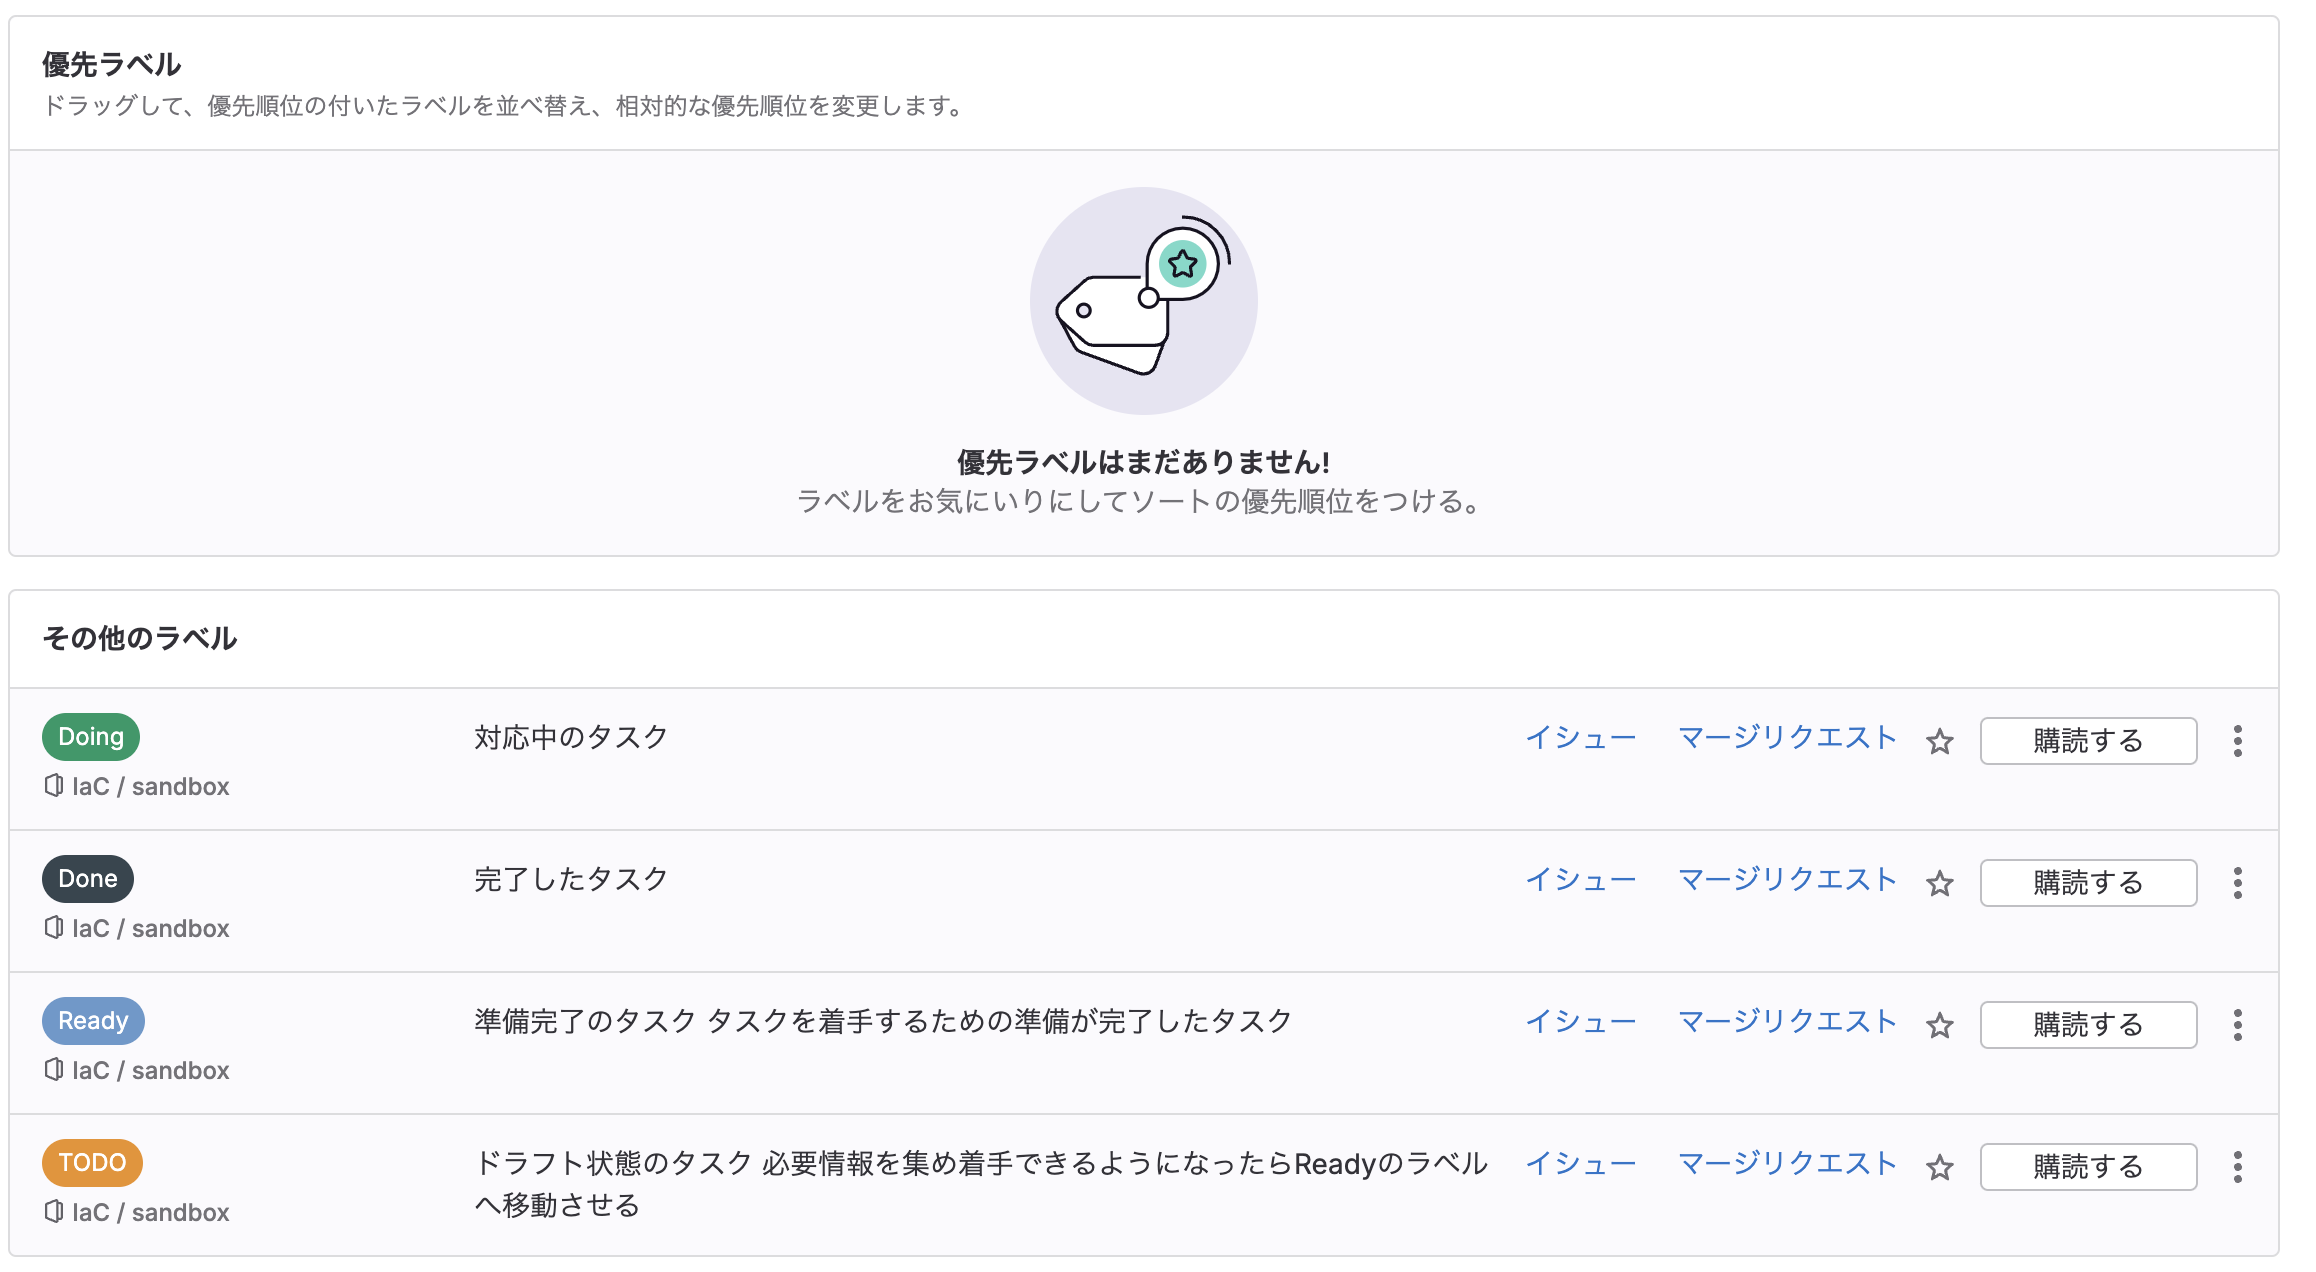 優先ラベル
ドラッグして、優先順位の付いたラベルを並べ替え、相対的な優先順位を変更します。
優先ラベルはまだありません!
ラベルをお気にいりにしてソートの優先順位をつける。
その他のラベル
Doing 対応中のタスク イシュー マージリクエスト 購読する
IaC / sandbox
Done 完了したタスク イシュー マージリクエスト 購読する
IaC / sandbox
Ready 準備完了のタスク タスクを着手するための準備が完了したタスク イシュー マージリクエスト 購読する
IaC / sandbox
TODO ドラフト状態のタスク 必要情報を集め着手できるようになったらReadyのラベル イシュー マージリクエスト 購読する
へ移動させる
IaC / sandbox